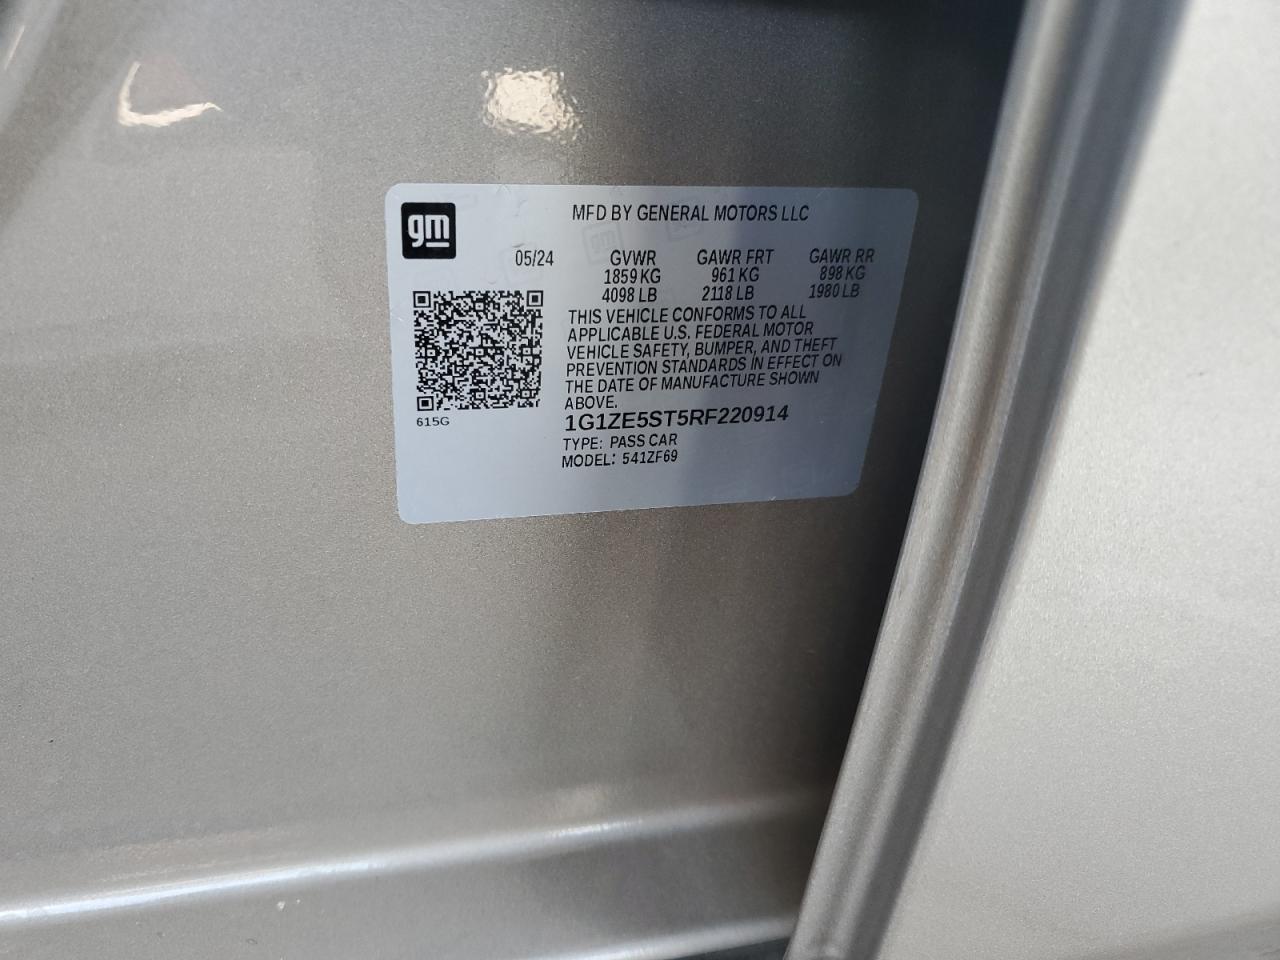 gm
MFD BY GENERAL MOTORS LLC
05/24 GVWR GAWR FRT GAWR RR
1859 KG 961 KG 898 KG
4098 LB 2118 LB 1980 LB
THIS VEHICLE CONFORMS TO ALL
APPLICABLE U.S. FEDERAL MOTOR
VEHICLE SAFETY, BUMPER, AND THEFT
PREVENTION STANDARDS IN EFFECT ON
THE DATE OF MANUFACTURE SHOWN
ABOVE.
615G
1G1ZE5ST5RF220914
TYPE: PASS CAR
MODEL: 541ZF69